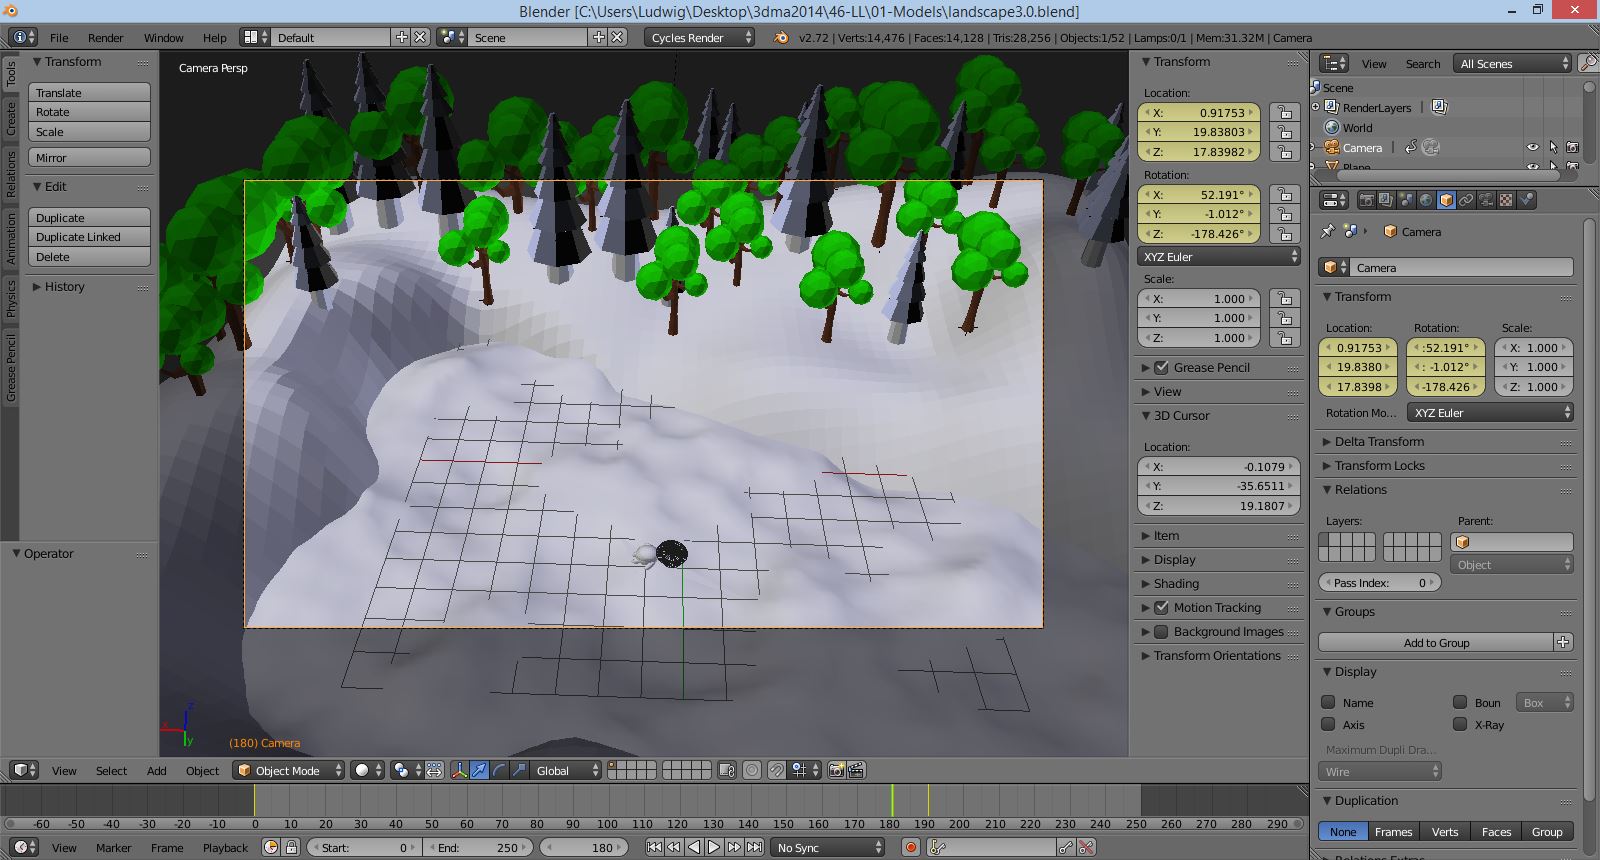 Blender [C:\Users\Ludwig\Desktop\3dma2014\46-LL\01-Models\landscape3.0.blend]
File Render Window Help Default Scene Cycles Render v2.72 | Verts:14,476 | Faces:14,128 | Tris:28,256 | Objects:1/52 | Lamps:0/1 | Mem:31.32M | Camera
Tools
Create
Relations
Animation
Physics
Grease Pencil
Transform
Translate
Rotate
Scale
Mirror
Edit
Duplicate
Duplicate Linked
Delete
History
Operator
Camera Persp
x
z
y
(180) Camera
Transform
Location:
X: 0.91753
Y: 19.83803
Z: 17.83982
Rotation:
X: 52.191°
Y: -1.012°
Z: -178.426°
XYZ Euler
Scale:
X: 1.000
Y: 1.000
Z: 1.000
Grease Pencil
View
3D Cursor
Location:
X: -0.1079
Y: -35.6511
Z: 19.1807
Item
Display
Shading
Motion Tracking
Background Images
Transform Orientations
View Search All Scenes
Scene
RenderLayers |
World
Camera |
Plane
Camera
Camera
Transform
Location: Rotation: Scale:
0.91753 :52.191° X: 1.000
19.8380 : -1.012° Y: 1.000
17.8398 -178.426 Z: 1.000
Rotation Mo... XYZ Euler
Delta Transform
Transform Locks
Relations
Layers: Parent:
Object
Pass Index: 0
Groups
Add to Group
Display
Name Boun Box
Axis X-Ray
Maximum Dupli Dra...
Wire
Duplication
None Frames Verts Faces Group
Relations Extras
View Select Add Object Object Mode Global
-60 -50 -40 -30 -20 -10 0 10 20 30 40 50 60 70 80 90 100 110 120 130 140 150 160 170 180 190 200 210 220 230 240 250 260 270 280 290
View Marker Frame Playback Start: 0 End: 250 180 No Sync